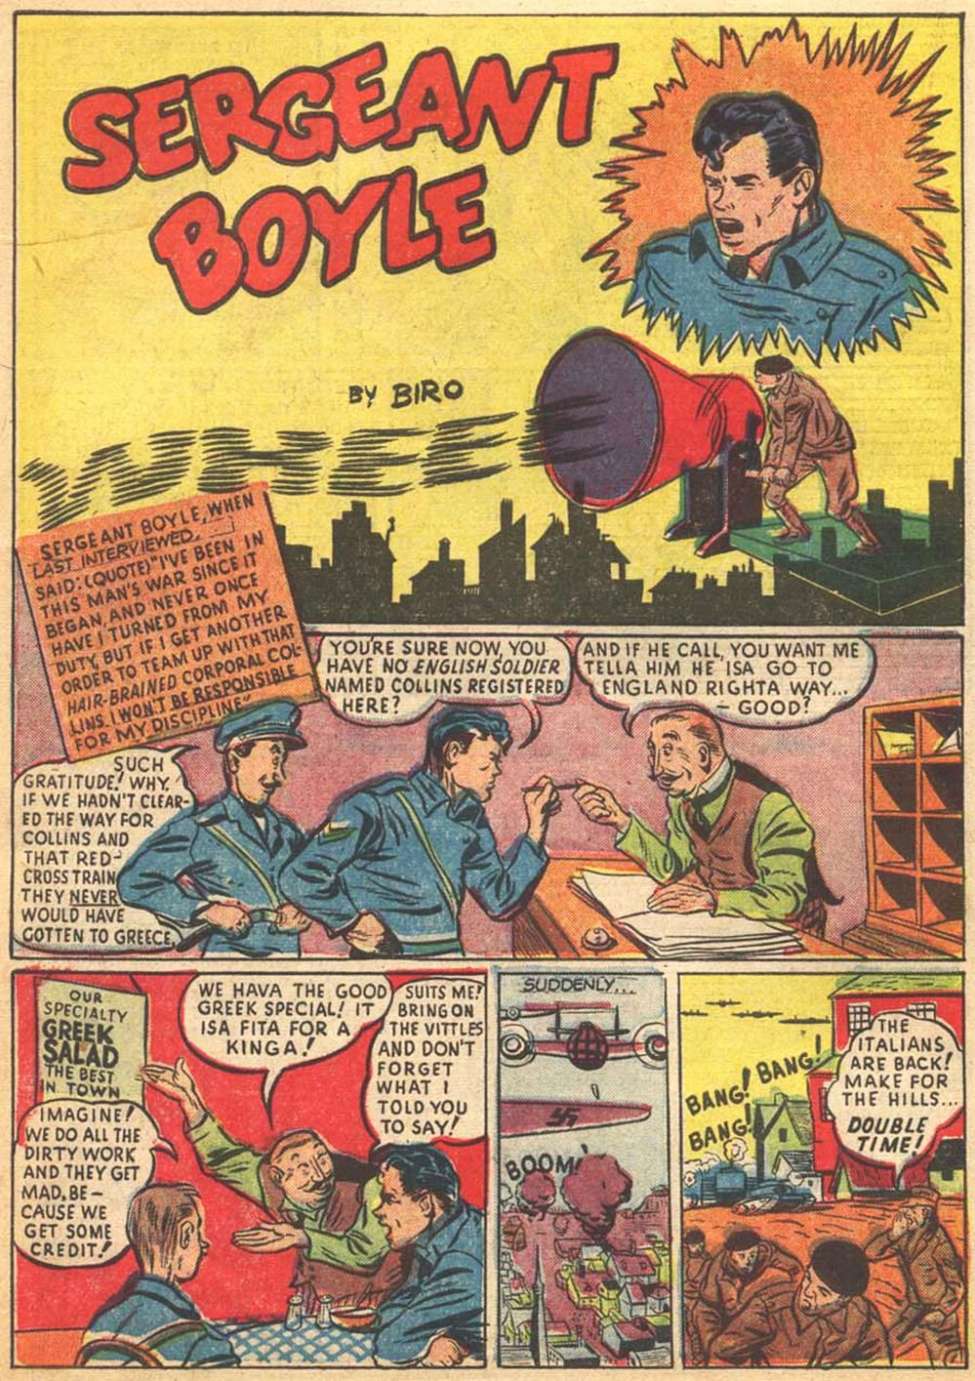 SERGEANT
BOYLE
BY BIRO
WHEEE
SERGEANT BOYLE, WHEN
LAST INTERVIEWED,
SAID: (QUOTE) "I'VE BEEN IN
THIS MAN'S WAR SINCE IT
BEGAN, AND NEVER ONCE
HAVE I TURNED FROM MY
DUTY, BUT IF I GET ANOTHER
ORDER TO TEAM UP WITH THAT
HAIR-BRAINED CORPORAL COL-
LINS, I WON'T BE RESPONSIBLE
FOR MY DISCIPLINE"
YOU'RE SURE NOW, YOU
HAVE NO ENGLISH SOLDIER
NAMED COLLINS REGISTERED
HERE?
AND IF HE CALL, YOU WANT ME
TELLA HIM HE ISA GO TO
ENGLAND RIGHTA WAY...
- GOOD?
SUCH
GRATITUDE! WHY,
IF WE HADN'T CLEAR-
ED THE WAY FOR
COLLINS AND
THAT RED-
CROSS TRAIN
THEY NEVER
WOULD HAVE
GOTTEN TO GREECE.
OUR
SPECIALTY
GREEK
SALAD
THE BEST
IN TOWN
WE HAVA THE GOOD
GREEK SPECIAL! IT
ISA FITA FOR A
KINGA!
SUITS ME!
BRING ON
THE VITTLES
AND DON'T
FORGET
WHAT I
TOLD YOU
TO SAY!
IMAGINE!
WE DO ALL THE
DIRTY WORK
AND THEY GET
MAD, BE-
CAUSE WE
GET SOME
CREDIT!
SUDDENLY...
BOOM!
BANG! BANG!
BANG!
THE
ITALIANS
ARE BACK!
MAKE FOR
THE HILLS...
DOUBLE
TIME!